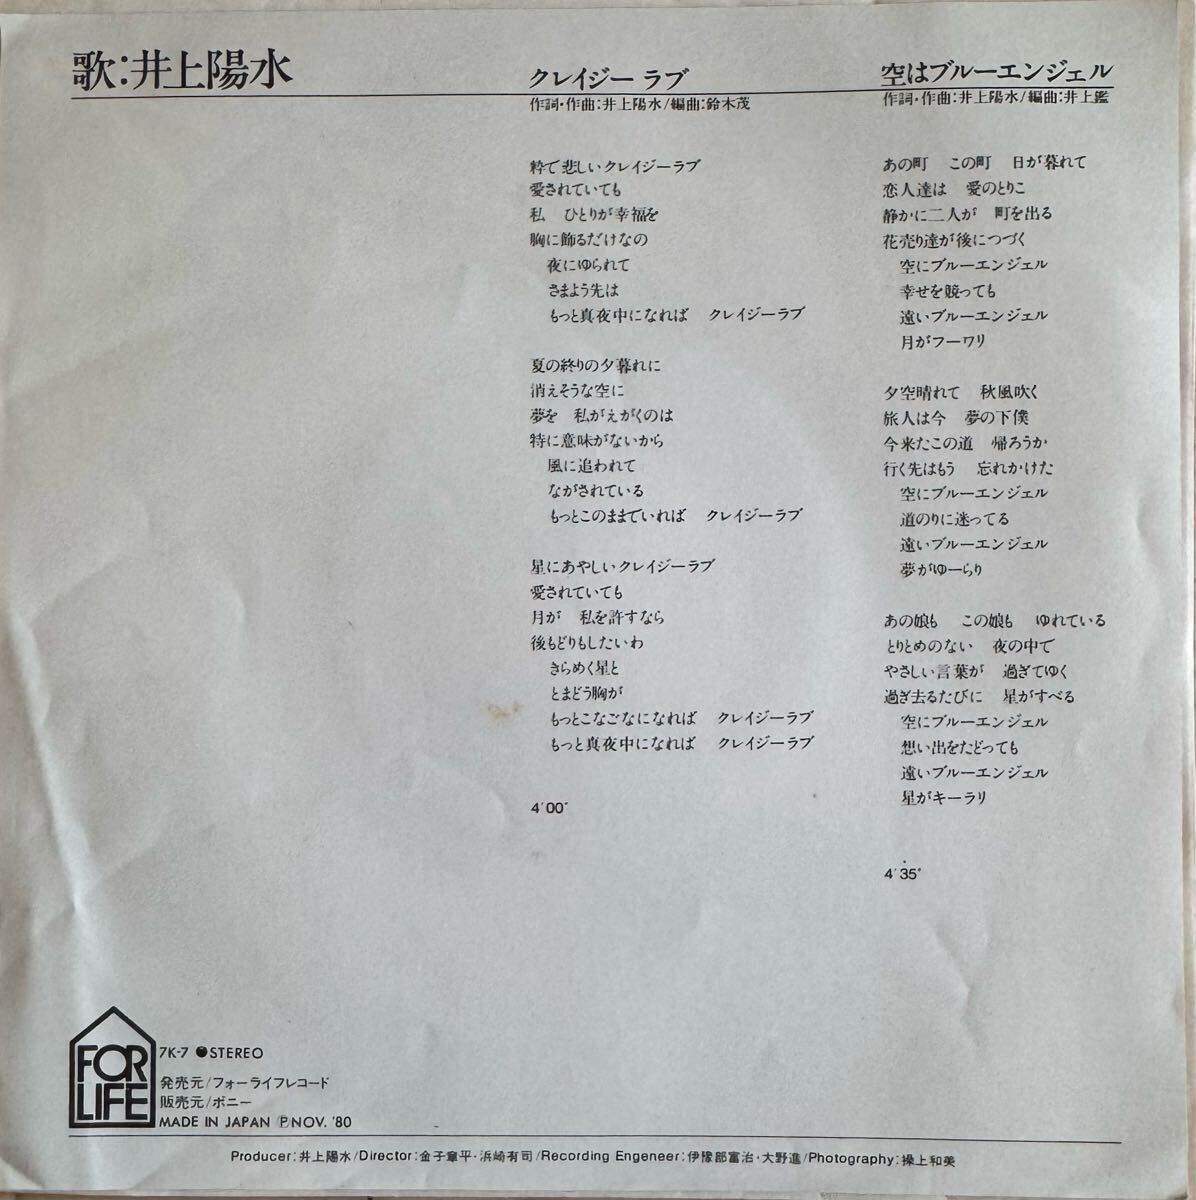 歌:井上陽水
クレイジー ラブ
作詞・作曲:井上陽水/編曲:鈴木茂
粋で悲しいクレイジーラブ
愛されていても
私　ひとりが幸福を
胸に飾るだけなの
夜にゆられて
さまよう先は
もっと真夜中になれば　クレイジーラブ
夏の終りの夕暮れに
消えそうな空に
夢を　私がえがくのは
特に意味がないから
風に追われて
ながされている
もっとこのままでいれば　クレイジーラブ
星にあやしいクレイジーラブ
愛されていても
月が　私を許すなら
後もどりもしたいわ
きらめく星と
とまどう胸が
もっとこなごなになれば　クレイジーラブ
もっと真夜中になれば　クレイジーラブ
4'00"
空はブルーエンジェル
作詞・作曲:井上陽水/編曲:井上鑑
あの町　この町　日が暮れて
恋人達は　愛のとりこ
静かに二人が　町を出る
花売り達が後につづく
空にブルーエンジェル
幸せを競っても
遠いブルーエンジェル
月がフーワリ
夕空晴れて　秋風吹く
旅人は今　夢の下僕
今来たこの道　帰ろうか
行く先はもう　忘れかけた
空にブルーエンジェル
道のりに迷ってる
遠いブルーエンジェル
夢がゆーらり
あの娘も　この娘も　ゆれている
とりとめのない　夜の中で
やさしい言葉が　過ぎてゆく
過ぎ去るたびに　星がすべる
空にブルーエンジェル
想い出をたどっても
遠いブルーエンジェル
星がキーラリ
4'35"
FOR
LIFE
7K-7 STEREO
発売元/フォーライフレコード
販売元/ポニー
MADE IN JAPAN ⓅNOV. '80
Producer:井上陽水/Director:金子章平・浜崎有司/Recording Engeneer:伊豫部富治・大野進/Photography:操上和美